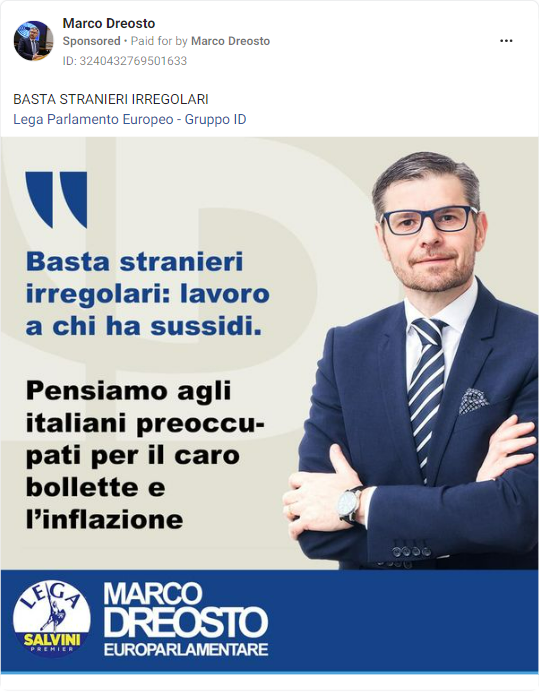 Marco Dreosto
Sponsored • Paid for by Marco Dreosto
ID: 3240432769501633
BASTA STRANIERI IRREGOLARI
Lega Parlamento Europeo - Gruppo ID
Basta stranieri
irregolari: lavoro
a chi ha sussidi.
Pensiamo agli
italiani preoccu-
pati per il caro
bollette e
l’inflazione
LEGA
SALVINI
PREMIER
MARCO
DREOSTO
EUROPARLAMENTARE